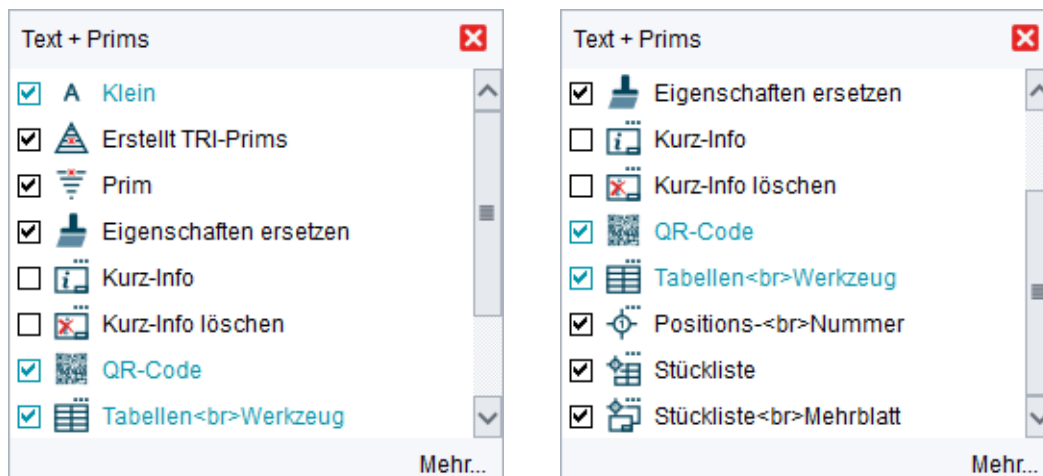 Text + Prims
A Klein
Erstellt TRI-Prims
Prim
Eigenschaften ersetzen
Kurz-Info
Kurz-Info löschen
QR-Code
Tabellen<br>Werkzeug
Mehr...
Text + Prims
Eigenschaften ersetzen
Kurz-Info
Kurz-Info löschen
QR-Code
Tabellen<br>Werkzeug
Positions-<br>Nummer
Stückliste
Stückliste<br>Mehrblatt
Mehr...